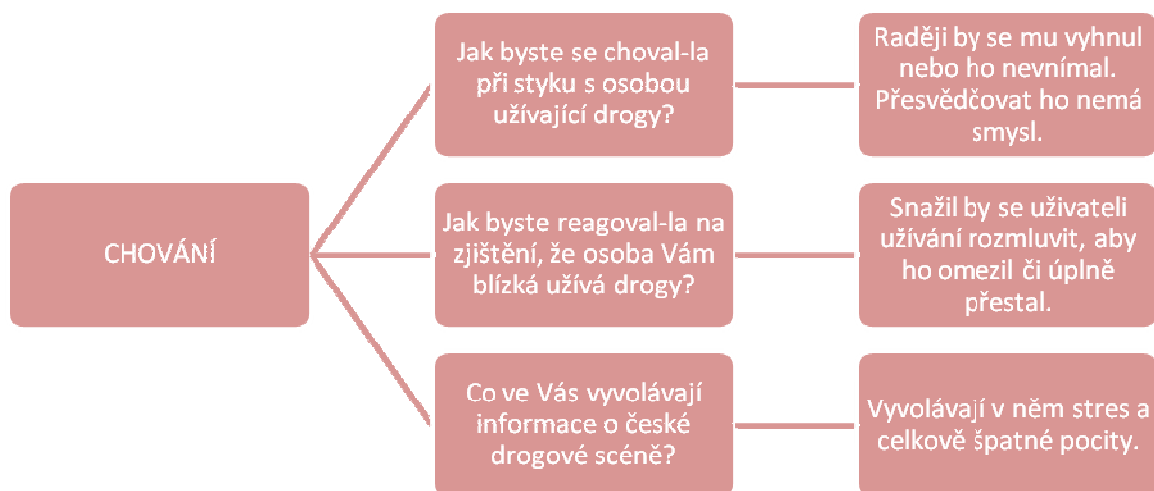 CHOVÁNÍ
Jak byste se choval-la
při styku s osobou
užívající drogy?
Raději by se mu vyhnul
nebo ho nevnímal.
Přesvědčovat ho nemá
smysl.
Jak byste reagoval-la na
zjištění, že osoba Vám
blízká užívá drogy?
Snažil by se uživateli
užívání rozmluvit, aby
ho omezil či úplně
přestal.
Co ve Vás vyvolávají
informace o české
drogové scéně?
Vyvolávají v něm stres a
celkově špatné pocity.